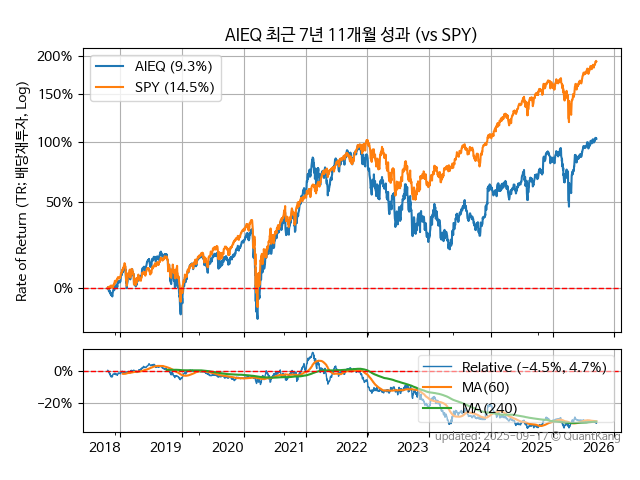 AIEQ 최근 7년 11개월 성과 (vs SPY)
Rate of Return (TR: 배당재투자, Log)
200%
150%
100%
50%
0%
AIEQ (9.3%)
SPY (14.5%)
0%
−20%
Relative (−4.5%, 4.7%)
MA(60)
MA(240)
updated: 2025-09-17 © QuantKang
2018 2019 2020 2021 2022 2023 2024 2025 2026